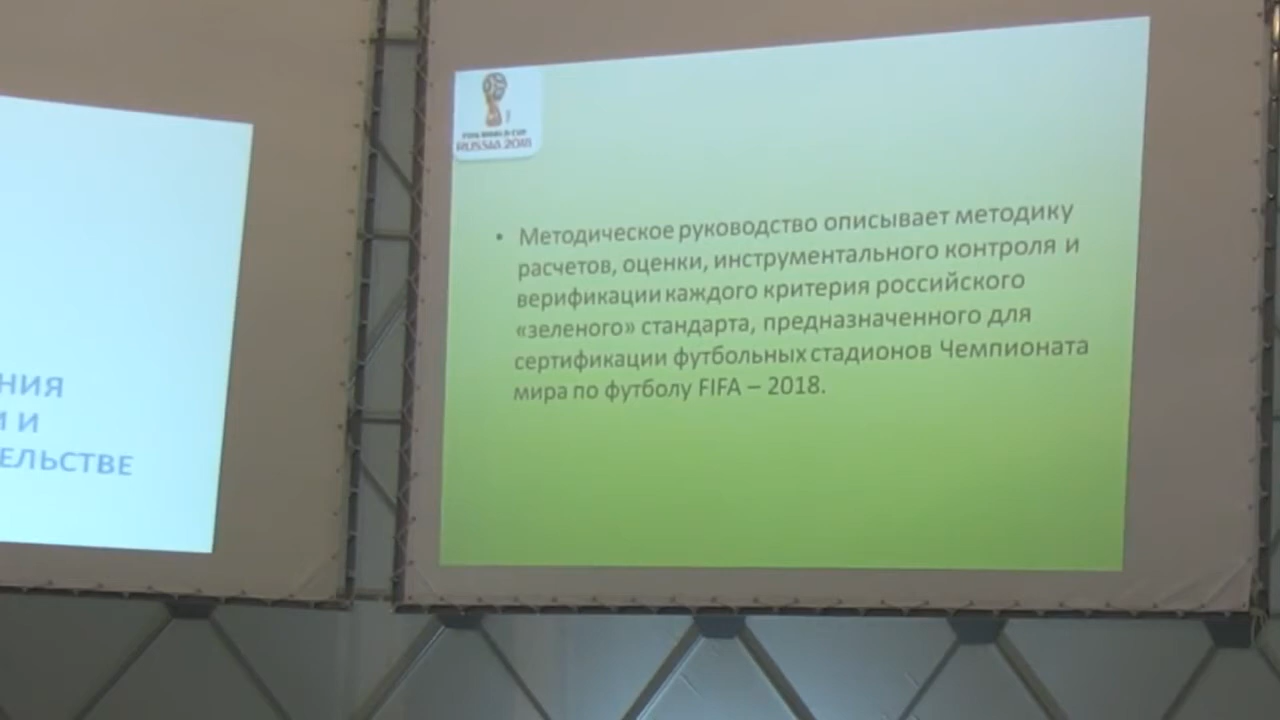 НИЯ
И И
ЕЛЬСТВЕ
FIFA WORLD CUP
RUSSIA 2018
• Методическое руководство описывает методику
расчетов, оценки, инструментального контроля и
верификации каждого критерия российского
«зеленого» стандарта, предназначенного для
сертификации футбольных стадионов Чемпионата
мира по футболу FIFA – 2018.